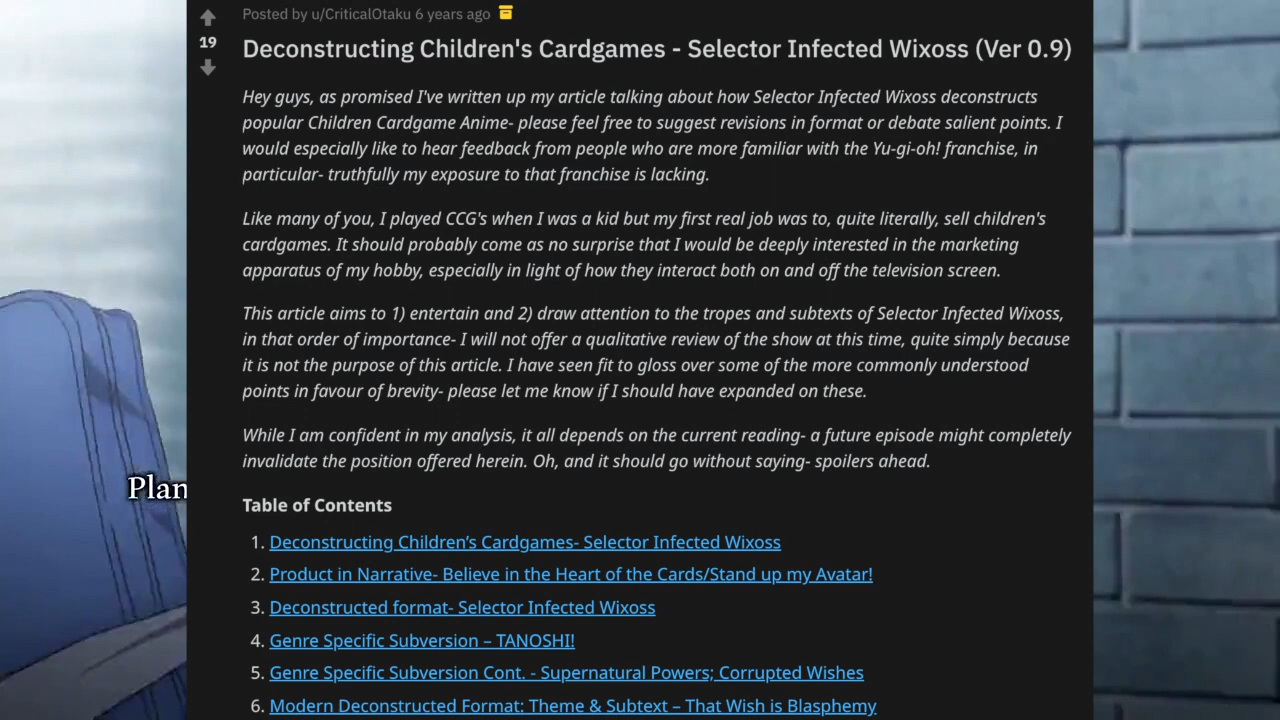 Posted by u/CriticalOtaku 6 years ago
19
Deconstructing Children's Cardgames - Selector Infected Wixoss (Ver 0.9)
Hey guys, as promised I've written up my article talking about how Selector Infected Wixoss deconstructs
popular Children Cardgame Anime- please feel free to suggest revisions in format or debate salient points. I
would especially like to hear feedback from people who are more familiar with the Yu-gi-oh! franchise, in
particular- truthfully my exposure to that franchise is lacking.
Like many of you, I played CCG's when I was a kid but my first real job was to, quite literally, sell children's
cardgames. It should probably come as no surprise that I would be deeply interested in the marketing
apparatus of my hobby, especially in light of how they interact both on and off the television screen.
This article aims to 1) entertain and 2) draw attention to the tropes and subtexts of Selector Infected Wixoss,
in that order of importance- I will not offer a qualitative review of the show at this time, quite simply because
it is not the purpose of this article. I have seen fit to gloss over some of the more commonly understood
points in favour of brevity- please let me know if I should have expanded on these.
While I am confident in my analysis, it all depends on the current reading- a future episode might completely
invalidate the position offered herein. Oh, and it should go without saying- spoilers ahead.
Plan
Table of Contents
1. Deconstructing Children’s Cardgames- Selector Infected Wixoss
2. Product in Narrative- Believe in the Heart of the Cards/Stand up my Avatar!
3. Deconstructed format- Selector Infected Wixoss
4. Genre Specific Subversion – TANOSHI!
5. Genre Specific Subversion Cont. - Supernatural Powers; Corrupted Wishes
6. Modern Deconstructed Format: Theme & Subtext – That Wish is Blasphemy